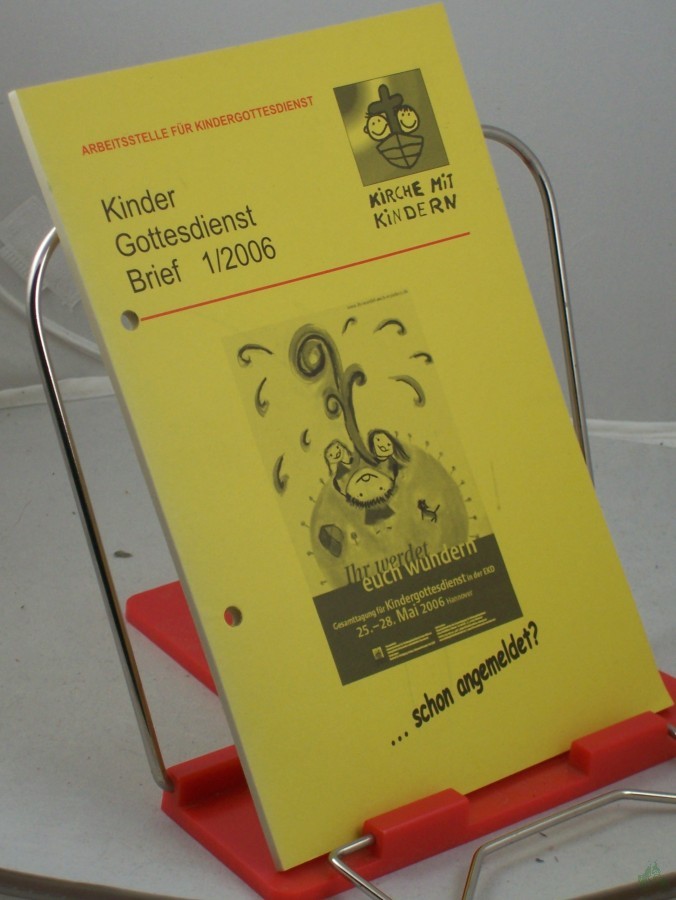 ARBEITSSTELLE FÜR KINDERGOTTESDIENST
KiRCHE MiT
KiNDERN
Kinder
Gottesdienst
Brief 1/2006
Ihr werdet
euch wundern
Gesamttagung für Kindergottesdienst in der EKD
25.–28. Mai 2006 Hannover
... schon angemeldet?